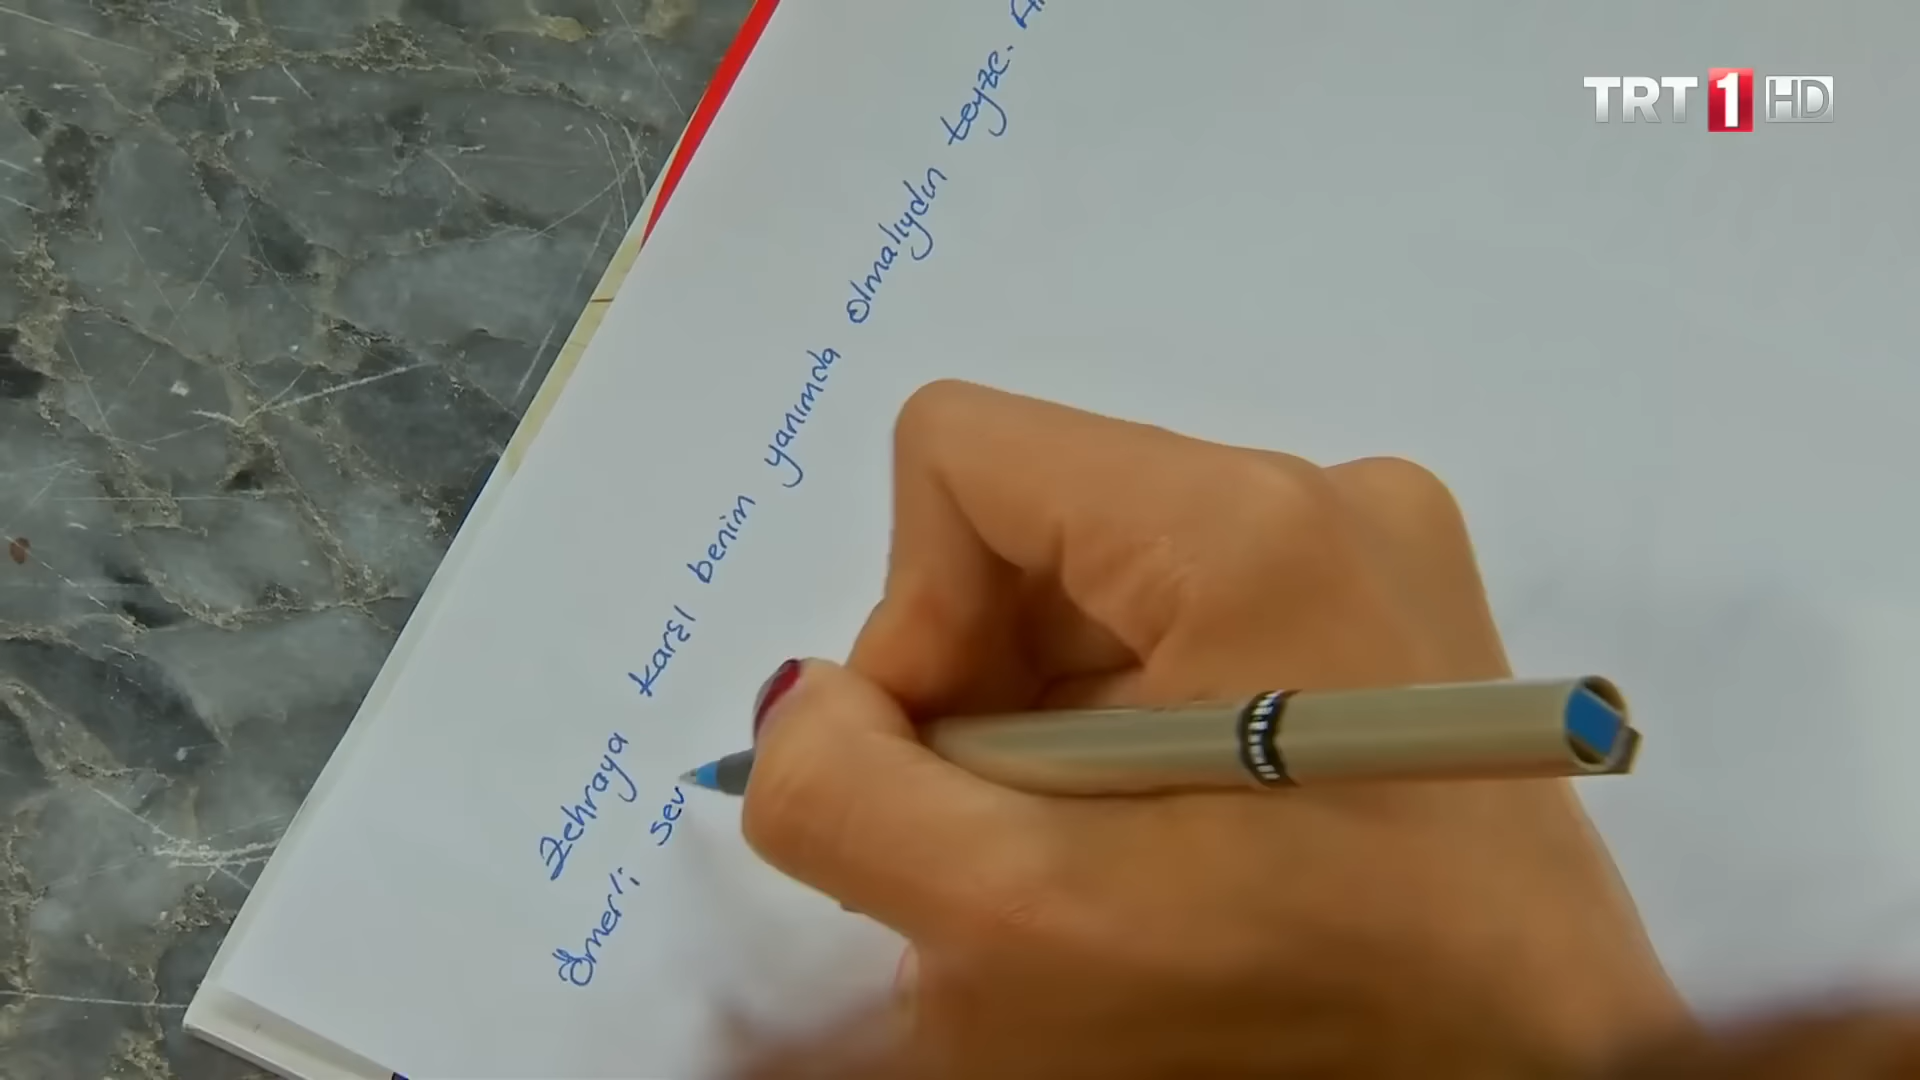 TRT 1 HD
Zehraya karşı benim yanımda olmalıydın teyze.
Ömer'i sev